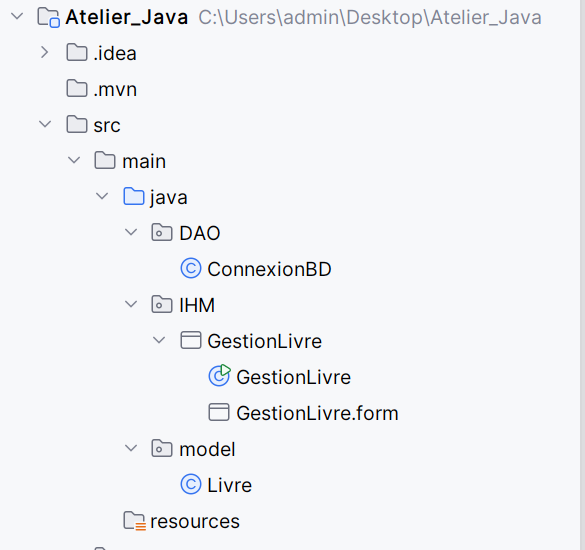 Atelier_Java C:\Users\admin\Desktop\Atelier_Java
.idea
.mvn
src
main
java
DAO
ConnexionBD
IHM
GestionLivre
GestionLivre
GestionLivre.form
model
Livre
resources